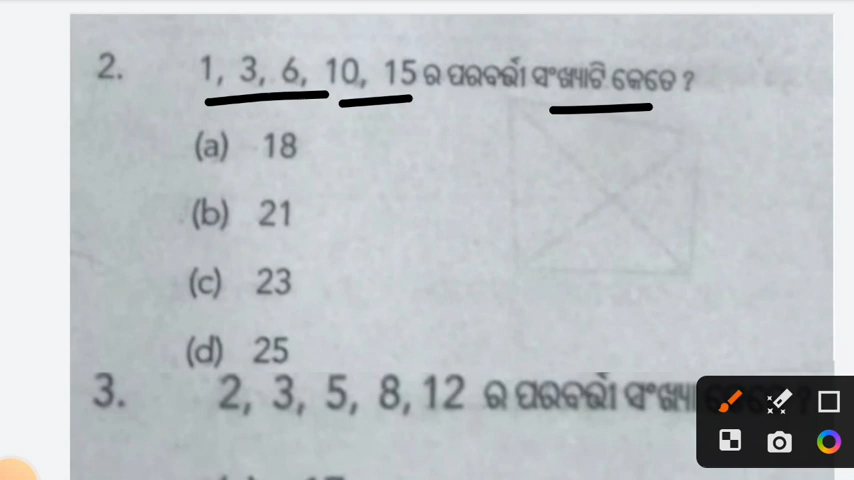 2. 1, 3, 6, 10, 15 ର ପରବର୍ତ୍ତୀ ସଂଖ୍ୟାଟି କେତେ ?
(a) 18
(b) 21
(c) 23
(d) 25
3. 2, 3, 5, 8, 12 ର ପରବର୍ତ୍ତୀ ସଂଖ୍ୟା